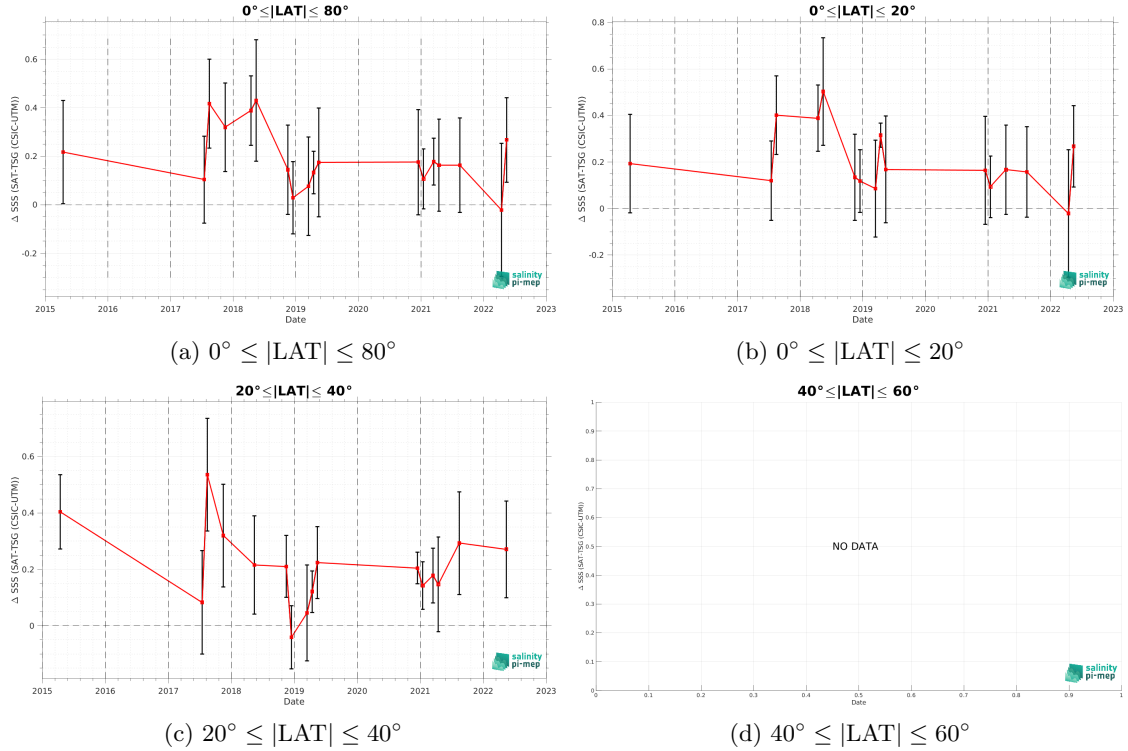 0°≤|LAT|≤ 80°
Δ SSS (SAT-TSG (CSIC-UTM))
0.6
0.4
0.2
0
-0.2
salinity
pi-mep
2015 2016 2017 2018 2019 2020 2021 2022 2023
Date
(a) 0° ≤ |LAT| ≤ 80°
0°≤|LAT|≤ 20°
Δ SSS (SAT-TSG (CSIC-UTM))
0.8
0.6
0.4
0.2
0
-0.2
salinity
pi-mep
2015 2016 2017 2018 2019 2020 2021 2022 2023
Date
(b) 0° ≤ |LAT| ≤ 20°
20°≤|LAT|≤ 40°
Δ SSS (SAT-TSG (CSIC-UTM))
0.6
0.4
0.2
0
salinity
pi-mep
2015 2016 2017 2018 2019 2020 2021 2022 2023
Date
(c) 20° ≤ |LAT| ≤ 40°
40°≤|LAT|≤ 60°
Δ SSS (SAT-TSG (CSIC-UTM))
1
0.9
0.8
0.7
0.6
0.5
0.4
0.3
0.2
0.1
0
NO DATA
salinity
pi-mep
0 0.1 0.2 0.3 0.4 0.5 0.6 0.7 0.8 0.9 1
Date
(d) 40° ≤ |LAT| ≤ 60°